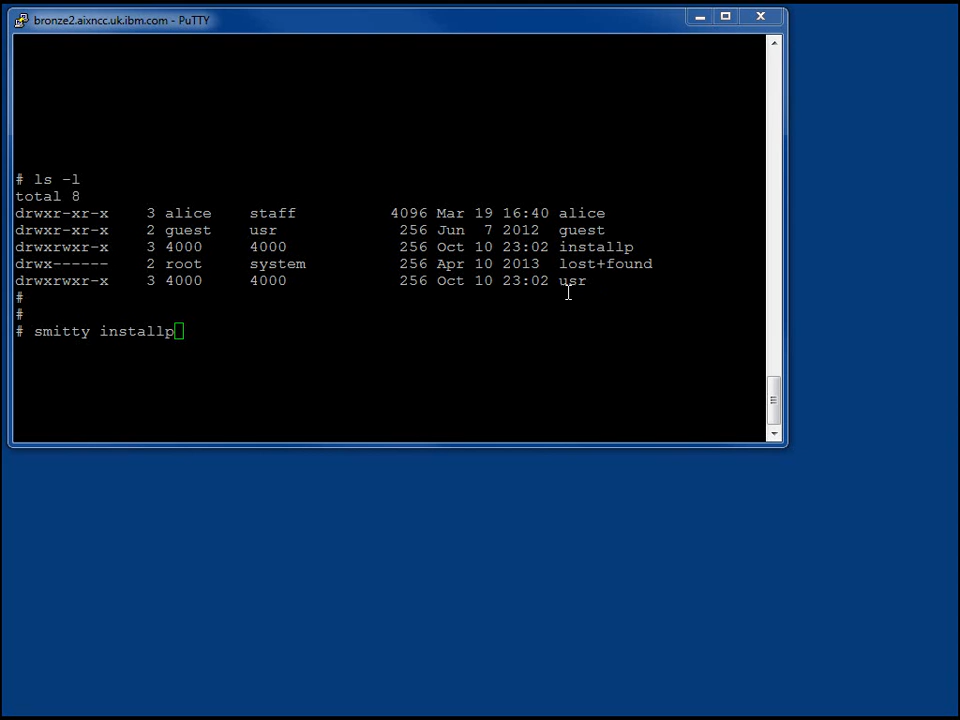 bronze2.aixncc.uk.ibm.com - PuTTY
# ls -l
total 8
drwxr-xr-x    3 alice    staff          4096 Mar 19 16:40 alice
drwxr-xr-x    2 guest    usr             256 Jun  7 2012  guest
drwxrwxr-x    3 4000     4000            256 Oct 10 23:02 installp
drwx------    2 root     system          256 Apr 10 2013  lost+found
drwxrwxr-x    3 4000     4000            256 Oct 10 23:02 usr
#
#
# smitty installp